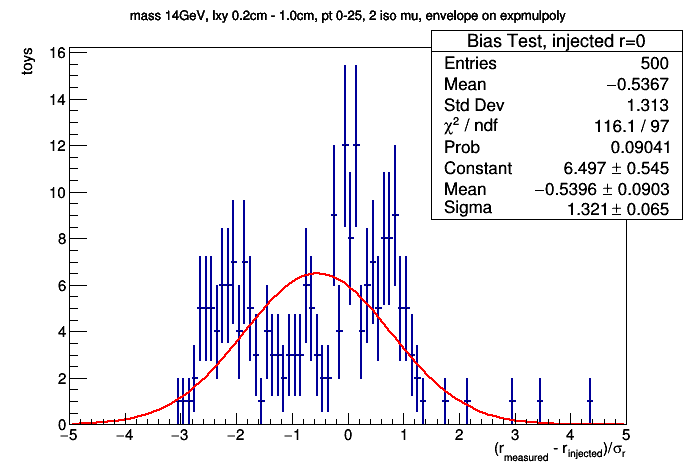 mass 14GeV, lxy 0.2cm - 1.0cm, pt 0-25, 2 iso mu, envelope on expmulpoly
Bias Test, injected r=0
Entries 500
Mean −0.5367
Std Dev 1.313
χ² / ndf 116.1 / 97
Prob 0.09041
Constant 6.497 ± 0.545
Mean −0.5396 ± 0.0903
Sigma 1.321 ± 0.065
toys
16
14
12
10
8
6
4
2
0
−5 −4 −3 −2 −1 0 1 2 3 4 5
(r_measured - r_injected)/σ_r